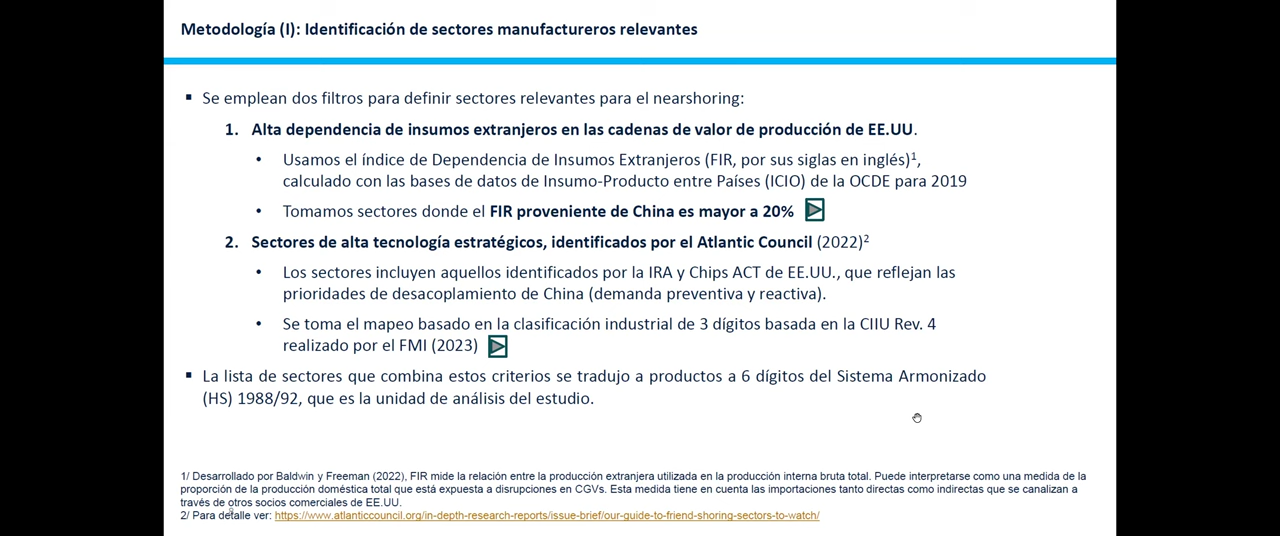 Metodología (I): Identificación de sectores manufactureros relevantes
▪ Se emplean dos filtros para definir sectores relevantes para el nearshoring:
1. Alta dependencia de insumos extranjeros en las cadenas de valor de producción de EE.UU.
• Usamos el índice de Dependencia de Insumos Extranjeros (FIR, por sus siglas en inglés)¹,
calculado con las bases de datos de Insumo-Producto entre Países (ICIO) de la OCDE para 2019
• Tomamos sectores donde el FIR proveniente de China es mayor a 20%
2. Sectores de alta tecnología estratégicos, identificados por el Atlantic Council (2022)²
• Los sectores incluyen aquellos identificados por la IRA y Chips ACT de EE.UU., que reflejan las
prioridades de desacoplamiento de China (demanda preventiva y reactiva).
• Se toma el mapeo basado en la clasificación industrial de 3 dígitos basada en la CIIU Rev. 4
realizado por el FMI (2023)
▪ La lista de sectores que combina estos criterios se tradujo a productos a 6 dígitos del Sistema Armonizado
(HS) 1988/92, que es la unidad de análisis del estudio.
1/ Desarrollado por Baldwin y Freeman (2022), FIR mide la relación entre la producción extranjera utilizada en la producción interna bruta total. Puede interpretarse como una medida de la
proporción de la producción doméstica total que está expuesta a disrupciones en CGVs. Esta medida tiene en cuenta las importaciones tanto directas como indirectas que se canalizan a
través de otros socios comerciales de EE.UU.
2/ Para detalle ver: https://www.atlanticcouncil.org/in-depth-research-reports/issue-brief/our-guide-to-friend-shoring-sectors-to-watch/